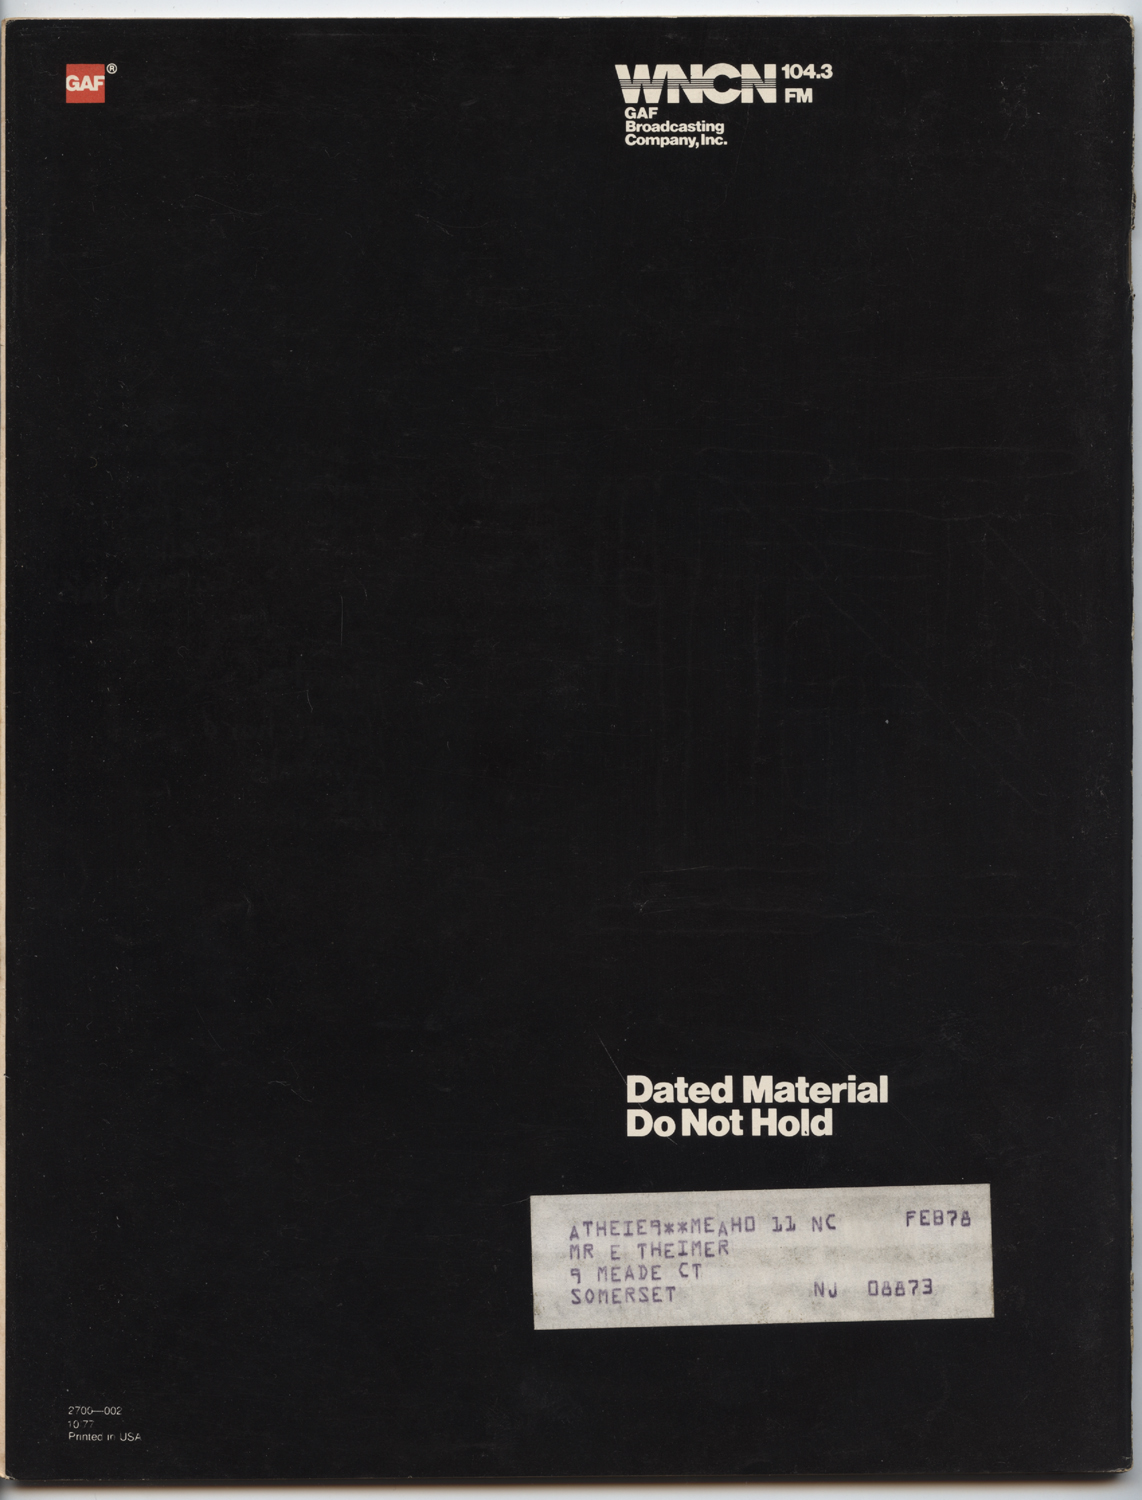 GAF®
WNCN 104.3
FM
GAF
Broadcasting
Company, Inc.
Dated Material
Do Not Hold
ATHEIE9**MEAHO 11 NC FEB78
MR E THEIMER
9 MEADE CT
SOMERSET NJ 08873
2700—002
10 77
Printed in USA